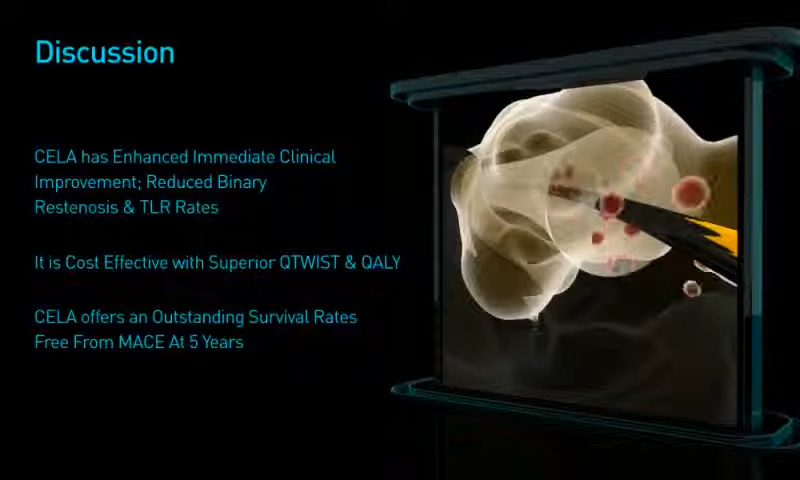 Discussion
CELA has Enhanced Immediate Clinical
Improvement; Reduced Binary
Restenosis & TLR Rates
It is Cost Effective with Superior QTWIST & QALY
CELA offers an Outstanding Survival Rates
Free From MACE At 5 Years